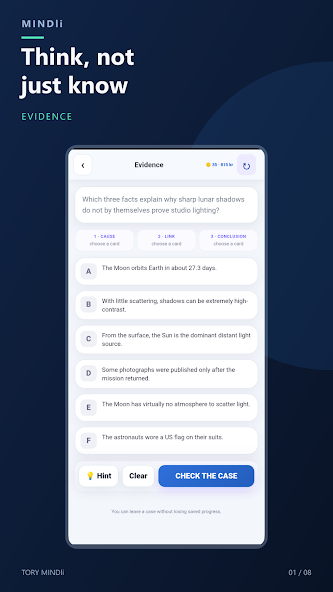 MINDli
Think, not
just know
EVIDENCE
Evidence
1 · CAUSE
choose a card
2 · LINK
choose a card
3 · CONCLUSION
choose a card
Which three facts explain why sharp lunar shadows
do not by themselves prove studio lighting?
A
The Moon orbits Earth in about 27.3 days.
B
With little scattering, shadows can be extremely high-
contrast.
C
From the surface, the Sun is the dominant distant light
source.
D
Some photographs were published only after the
mission returned.
E
The Moon has virtually no atmosphere to scatter light.
F
The astronauts wore a US flag on their suits.
Hint
Clear
CHECK THE CASE
You can leave a case without losing saved progress.
TORY MINDli
01 / 08